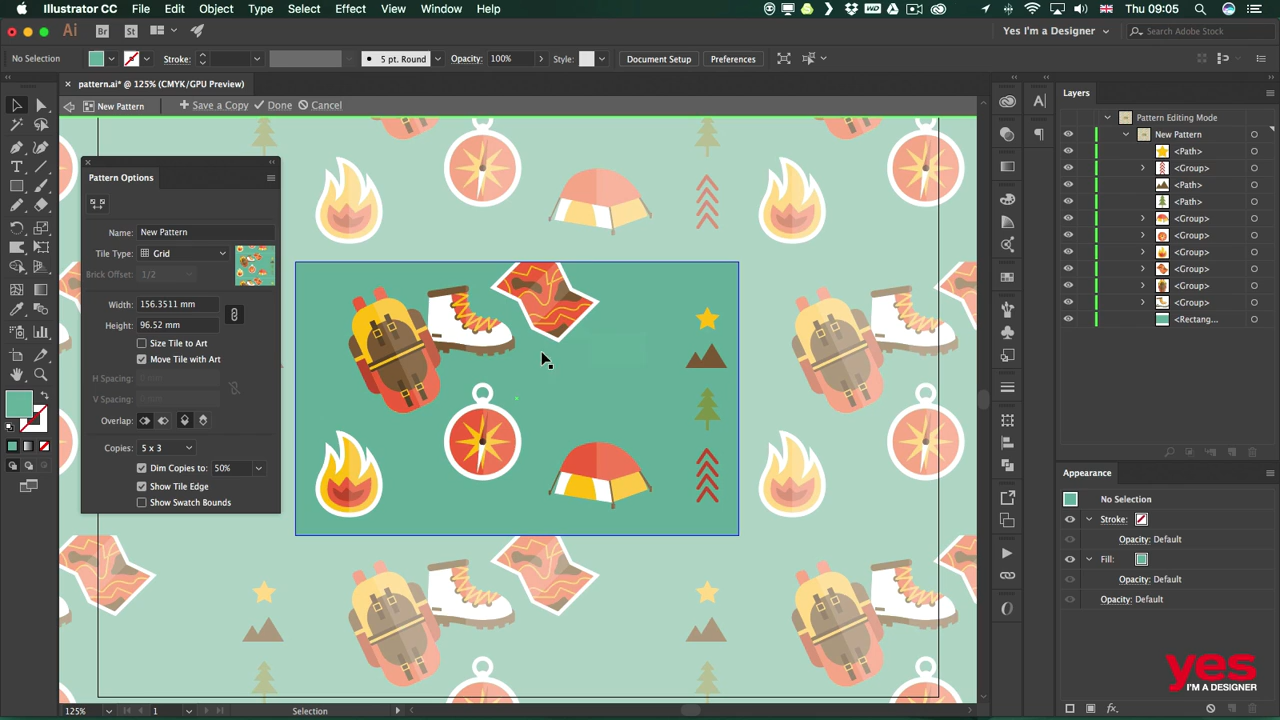 Illustrator CC File Edit Object Type Select Effect View Window Help Thu 09:05 Yes I'm a Designer
Ai Br St Yes I'm a Designer Search Adobe Stock
No Selection Stroke: 5 pt. Round Opacity: 100% Style: Document Setup Preferences
× pattern.ai* @ 125% (CMYK/GPU Preview)
New Pattern + Save a Copy Done Cancel
Pattern Options
Name: New Pattern
Tile Type: Grid
Brick Offset: 1/2
Width: 156.3511 mm
Height: 96.52 mm
Size Tile to Art
Move Tile with Art
H Spacing:
V Spacing:
Overlap:
Copies: 5 x 3
Dim Copies to: 50%
Show Tile Edge
Show Swatch Bounds
Layers
Pattern Editing Mode
New Pattern
<Path>
<Group>
<Path>
<Path>
<Group>
<Group>
<Group>
<Group>
<Group>
<Group>
<Rectang...
Appearance
No Selection
Stroke:
Opacity: Default
Fill:
Opacity: Default
Opacity: Default
yes
I'M A DESIGNER
125% 1 Selection